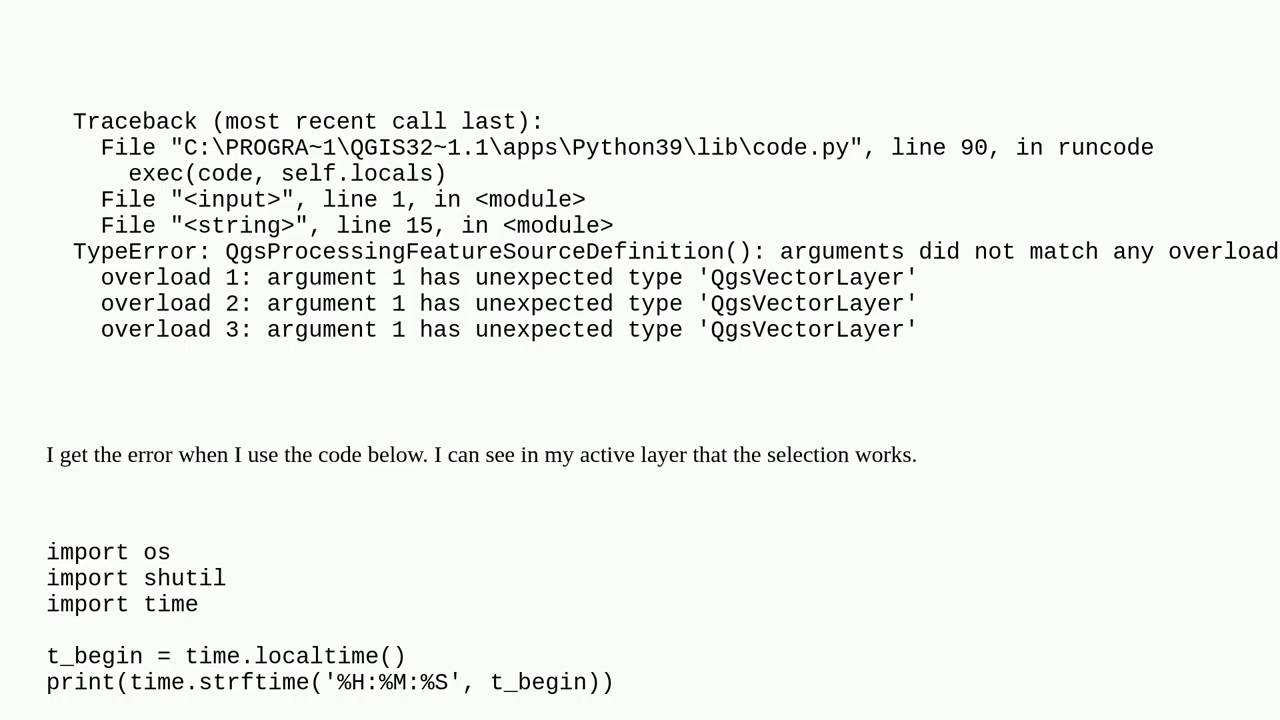 Traceback (most recent call last):
File "C:\PROGRA~1\QGIS32~1.1\apps\Python39\lib\code.py", line 90, in runcode
exec(code, self.locals)
File "<input>", line 1, in <module>
File "<string>", line 15, in <module>
TypeError: QgsProcessingFeatureSourceDefinition(): arguments did not match any overload
overload 1: argument 1 has unexpected type 'QgsVectorLayer'
overload 2: argument 1 has unexpected type 'QgsVectorLayer'
overload 3: argument 1 has unexpected type 'QgsVectorLayer'
I get the error when I use the code below. I can see in my active layer that the selection works.
import os
import shutil
import time
t_begin = time.localtime()
print(time.strftime('%H:%M:%S', t_begin))